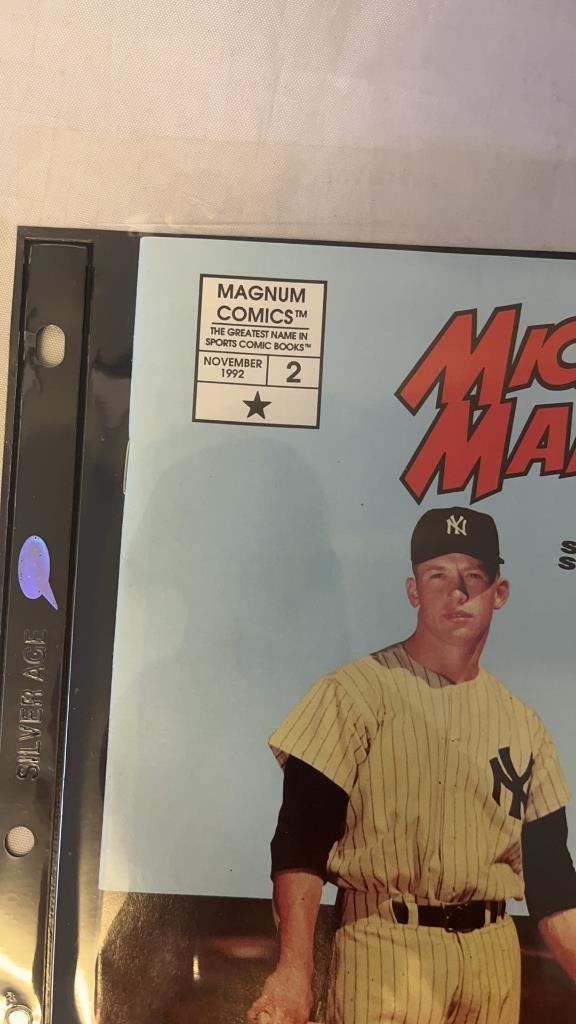 MAGNUM
COMICS™
THE GREATEST NAME IN
SPORTS COMIC BOOKS™
NOVEMBER
1992
2
NY
NY
SILVER AGE